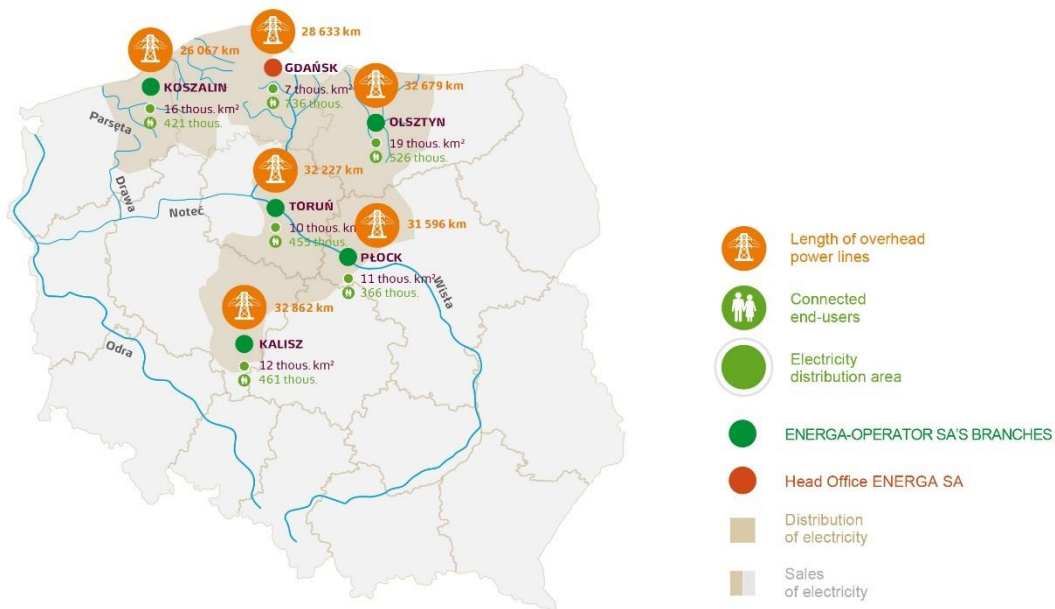 28 633 km
26 067 km
GDAŃSK
7 thous. km²
736 thous.
32 679 km
KOSZALIN
16 thous. km²
421 thous.
Parsęta
OLSZTYN
19 thous. km²
526 thous.
32 227 km
Drawa
Noteć
TORUŃ
10 thous. km
455 thous.
31 596 km
PŁOCK
11 thous. km²
366 thous.
Wisła
32 862 km
KALISZ
12 thous. km²
461 thous.
Odra
Length of overhead
power lines
Connected
end-users
Electricity
distribution area
ENERGA-OPERATOR SA'S BRANCHES
Head Office ENERGA SA
Distribution
of electricity
Sales
of electricity